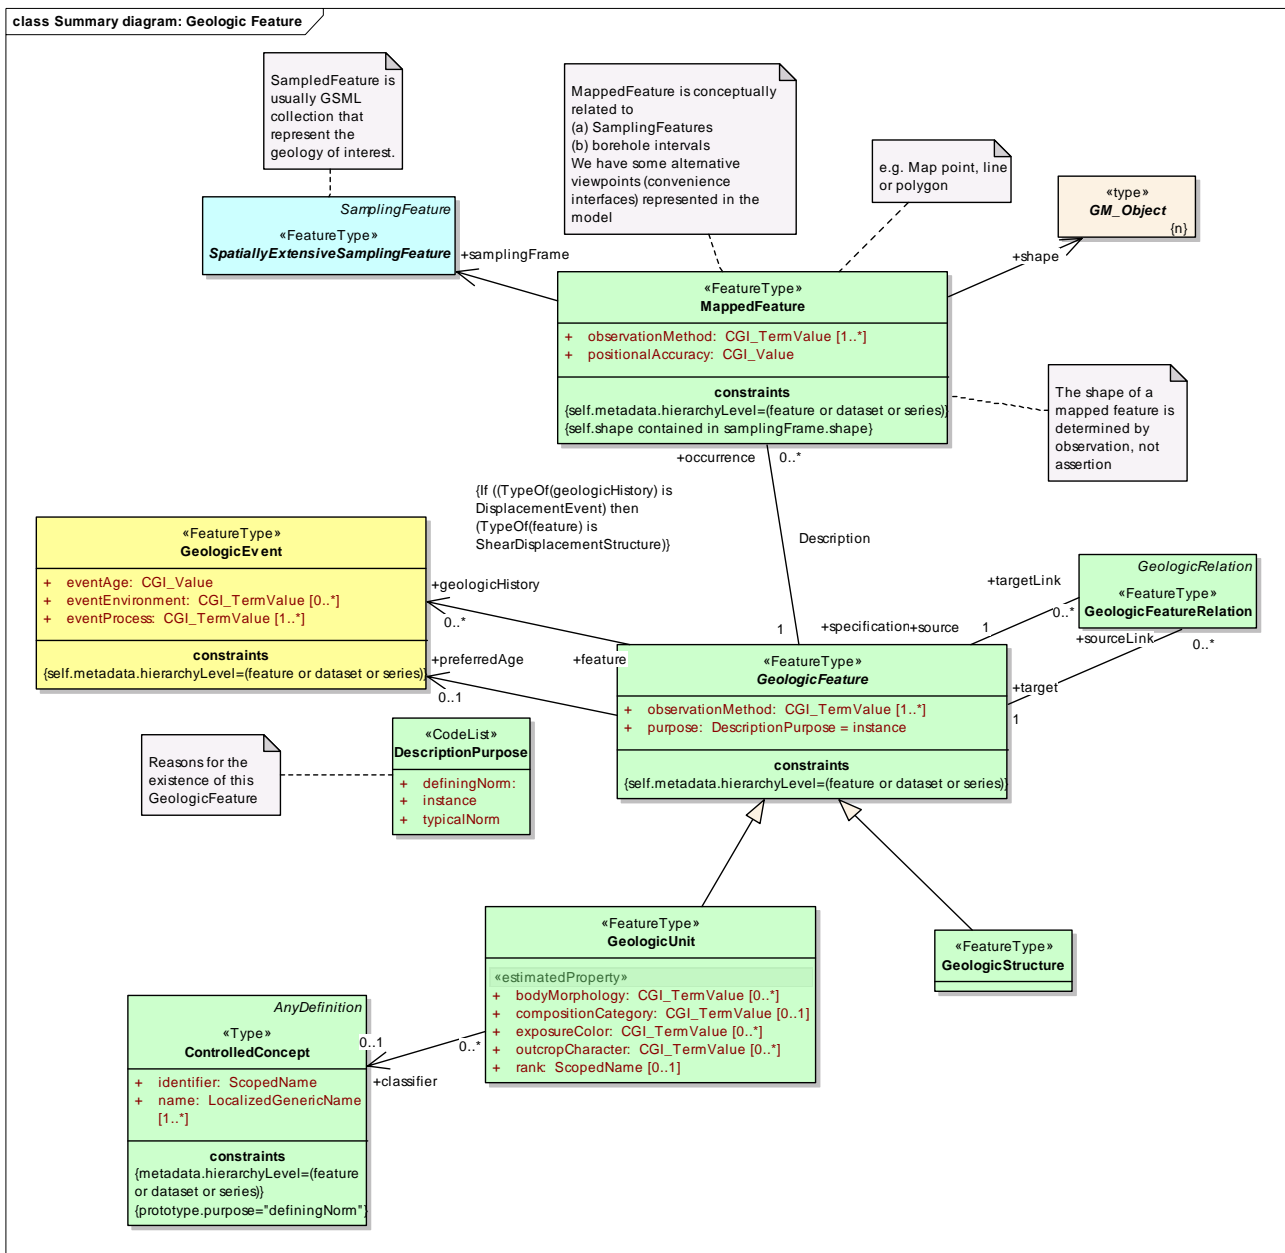 class Summary diagram: Geologic Feature
SampledFeature is
usually GSML
collection that
represent the
geology of interest.
MappedFeature is conceptually
related to
(a) SamplingFeatures
(b) borehole intervals
We have some alternative
viewpoints (convenience
interfaces) represented in the
model
e.g. Map point, line
or polygon
«type»
GM_Object
{n}
SamplingFeature
«FeatureType»
SpatiallyExtensiveSamplingFeature
+samplingFrame
+shape
«FeatureType»
MappedFeature
+ observationMethod: CGI_TermValue [1..*]
+ positionalAccuracy: CGI_Value
constraints
{self.metadata.hierarchyLevel=(feature or dataset or series)}
{self.shape contained in samplingFrame.shape}
The shape of a
mapped feature is
determined by
observation, not
assertion
+occurrence
0..*
{If ((TypeOf(geologicHistory) is
DisplacementEvent) then
(TypeOf(feature) is
ShearDisplacementStructure)}
Description
«FeatureType»
GeologicEvent
+ eventAge: CGI_Value
+ eventEnvironment: CGI_TermValue [0..*]
+ eventProcess: CGI_TermValue [1..*]
constraints
{self.metadata.hierarchyLevel=(feature or dataset or series)}
+geologicHistory
0..*
+preferredAge
0..1
+feature
1
+specification
+source
1
+targetLink
0..*
GeologicRelation
«FeatureType»
GeologicFeatureRelation
+sourceLink
0..*
+target
1
«FeatureType»
GeologicFeature
+ observationMethod: CGI_TermValue [1..*]
+ purpose: DescriptionPurpose = instance
constraints
{self.metadata.hierarchyLevel=(feature or dataset or series)}
Reasons for the
existence of this
GeologicFeature
«CodeList»
DescriptionPurpose
+ definingNorm:
+ instance
+ typicalNorm
«FeatureType»
GeologicUnit
«estimatedProperty»
+ bodyMorphology: CGI_TermValue [0..*]
+ compositionCategory: CGI_TermValue [0..1]
+ exposureColor: CGI_TermValue [0..*]
+ outcropCharacter: CGI_TermValue [0..*]
+ rank: ScopedName [0..1]
«FeatureType»
GeologicStructure
0..1
0..*
+classifier
AnyDefinition
«Type»
ControlledConcept
+ identifier: ScopedName
+ name: LocalizedGenericName
[1..*]
constraints
{metadata.hierarchyLevel=(feature
or dataset or series)}
{prototype.purpose="definingNorm"}